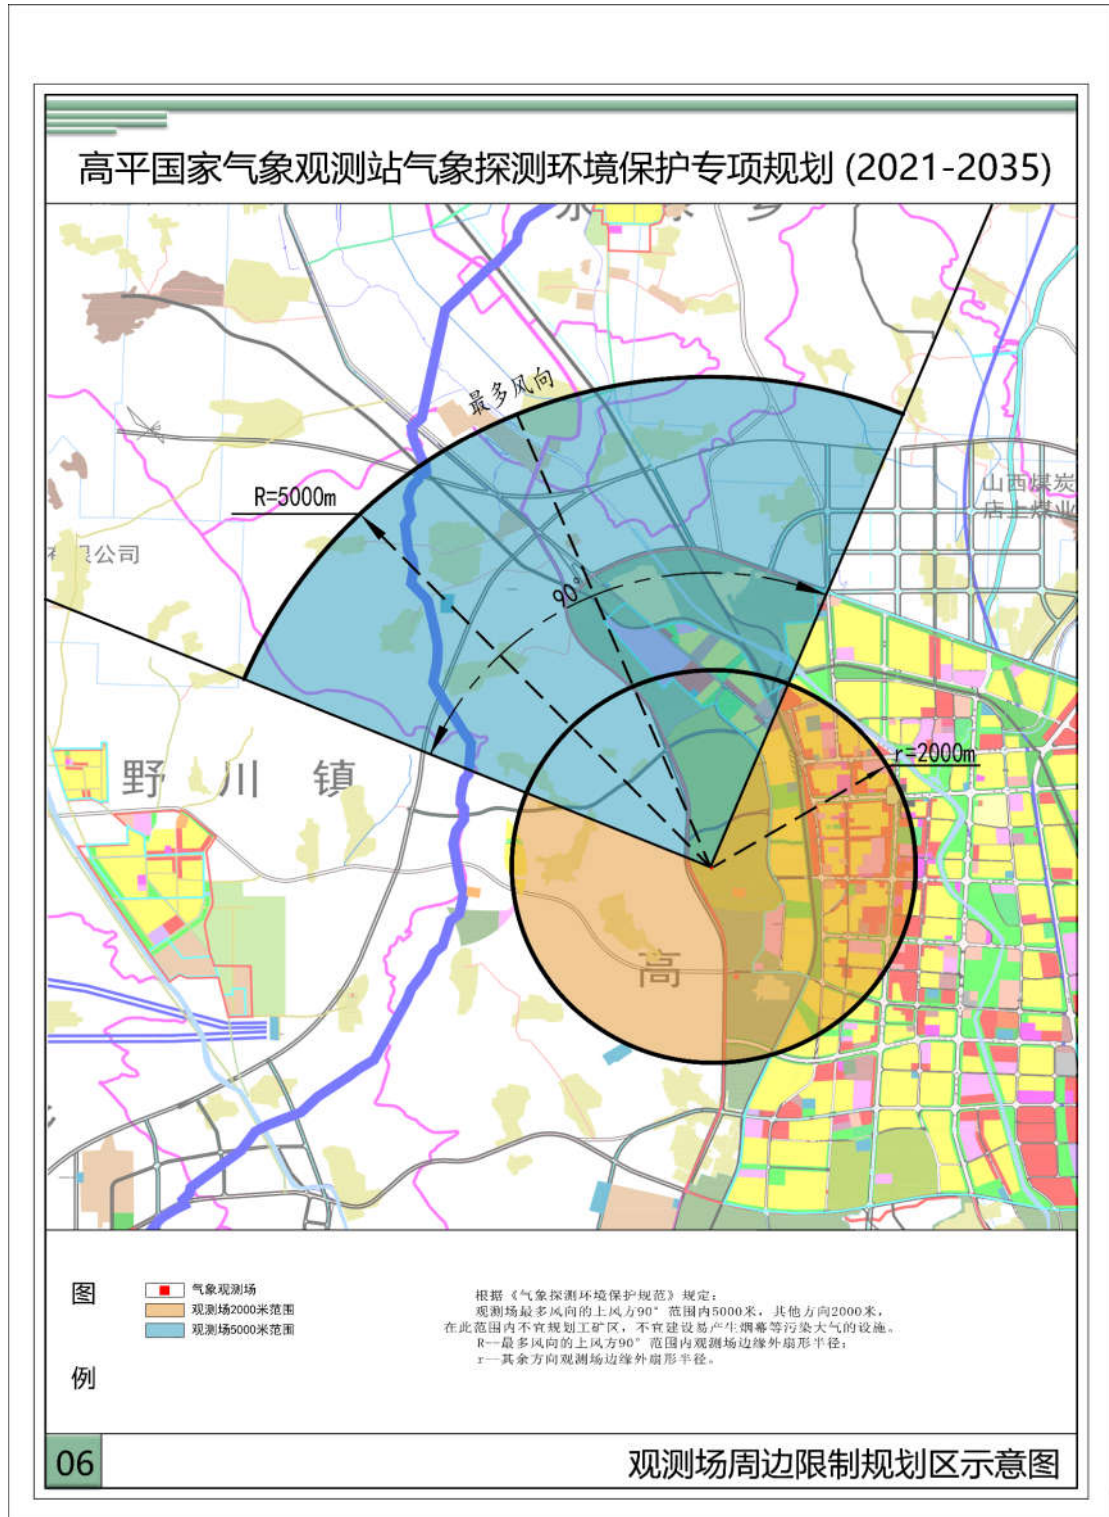 高平国家气象观测站气象探测环境保护专项规划 (2021-2035)
最多风向
R=5000m
山西煤炭
店上煤业
限公司
90°
r=2000m
野川镇
高
图例
气象观测场
观测场2000米范围
观测场5000米范围
根据《气象探测环境保护规范》规定：
观测场最多风向的上风方90°范围内5000米，其他方向2000米，
在此范围内不宜规划工矿区，不宜建设易产生烟幕等污染大气的设施。
R--最多风向的上风方90°范围内观测场边缘外扇形半径；
r--其余方向观测场边缘外扇形半径。
06
观测场周边限制规划区示意图